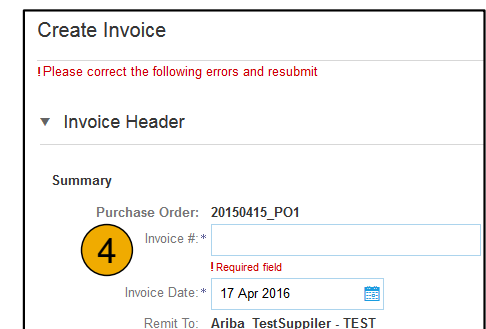 Create Invoice
!Please correct the following errors and resubmit
▼ Invoice Header
Summary
Purchase Order: 20150415_PO1
4
Invoice #:*
!Required field
Invoice Date:* 17 Apr 2016
Remit To: Ariba_TestSuppiler - TEST